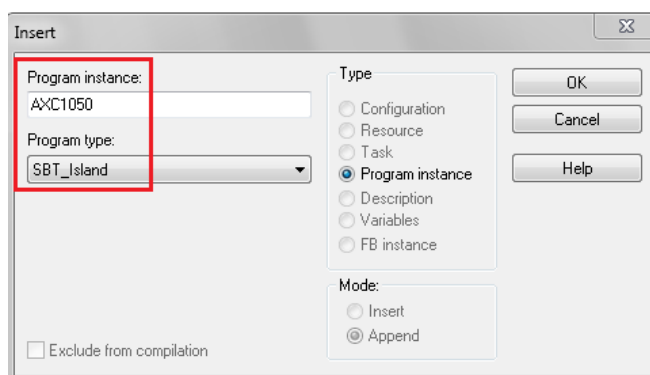 Insert
Program instance:
AXC1050
Program type:
SBT_Island
Exclude from compilation
Type
Configuration
Resource
Task
Program instance
Description
Variables
FB instance
Mode:
Insert
Append
OK
Cancel
Help